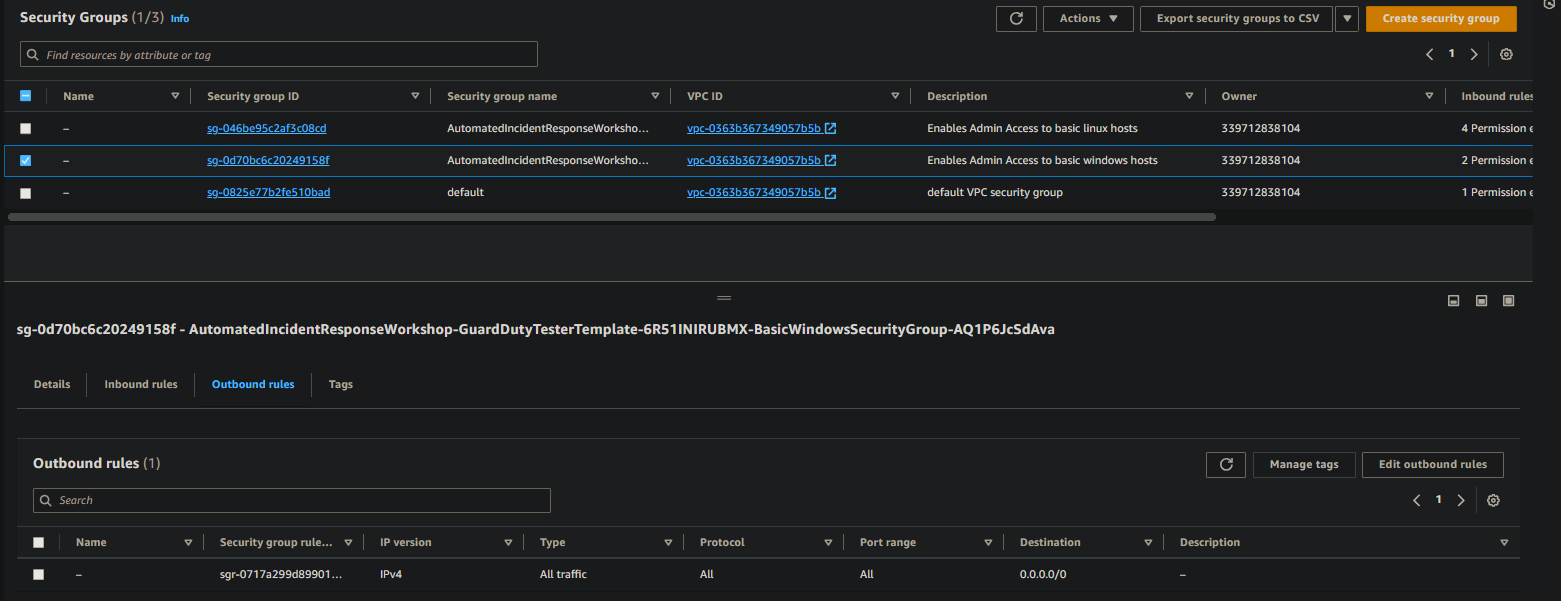 Security Groups (1/3) Info
Actions
Export security groups to CSV
Create security group
Find resources by attribute or tag
1
Name Security group ID Security group name VPC ID Description Owner Inbound rules
– sg-046be95c2af3c08cd AutomatedIncidentResponseWorksho... vpc-0363b367349057b5b Enables Admin Access to basic linux hosts 339712838104 4 Permission e
– sg-0d70bc6c20249158f AutomatedIncidentResponseWorksho... vpc-0363b367349057b5b Enables Admin Access to basic windows hosts 339712838104 2 Permission e
– sg-0825e77b2fe510bad default vpc-0363b367349057b5b default VPC security group 339712838104 1 Permission e
sg-0d70bc6c20249158f - AutomatedIncidentResponseWorkshop-GuardDutyTesterTemplate-6R51INIRUBMX-BasicWindowsSecurityGroup-AQ1P6JcSdAva
Details Inbound rules Outbound rules Tags
Outbound rules (1)
Manage tags
Edit outbound rules
Search
1
Name Security group rule... IP version Type Protocol Port range Destination Description
– sgr-0717a299d89901... IPv4 All traffic All All 0.0.0.0/0 –